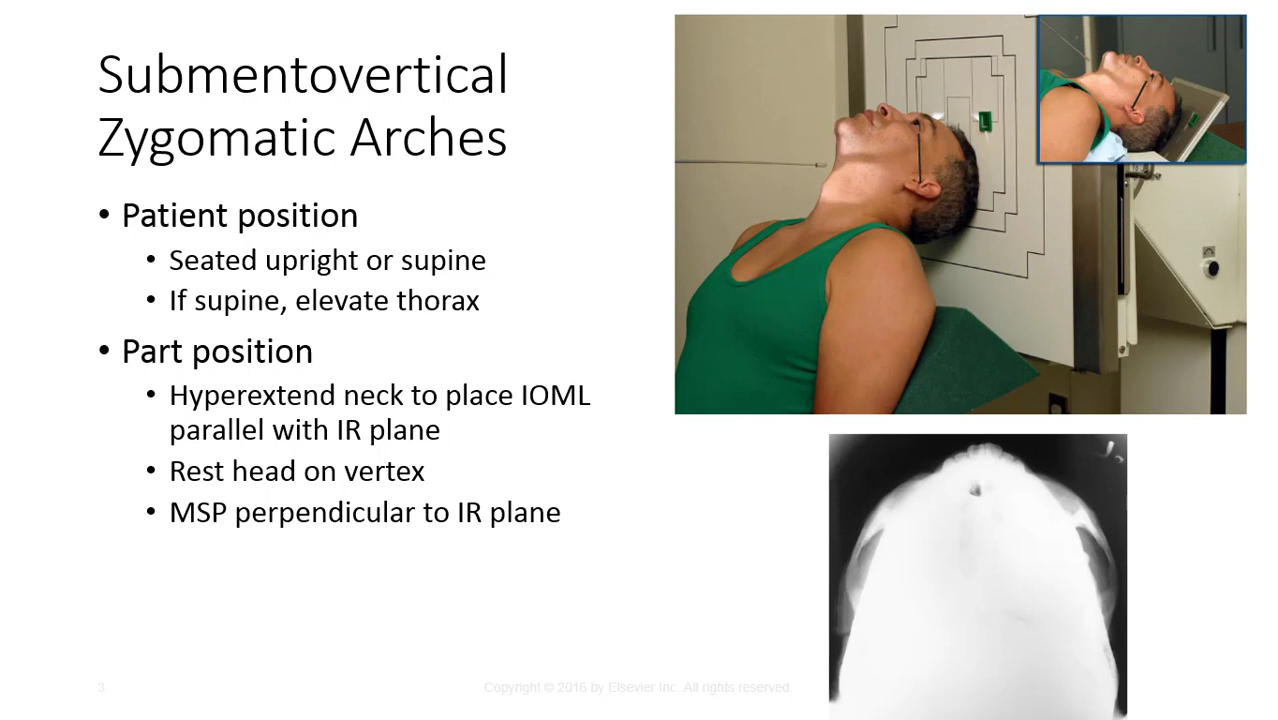 Submentovertical
Zygomatic Arches
• Patient position
• Seated upright or supine
• If supine, elevate thorax
• Part position
• Hyperextend neck to place IOML
parallel with IR plane
• Rest head on vertex
• MSP perpendicular to IR plane
3
Copyright © 2016 by Elsevier Inc. All rights reserved.